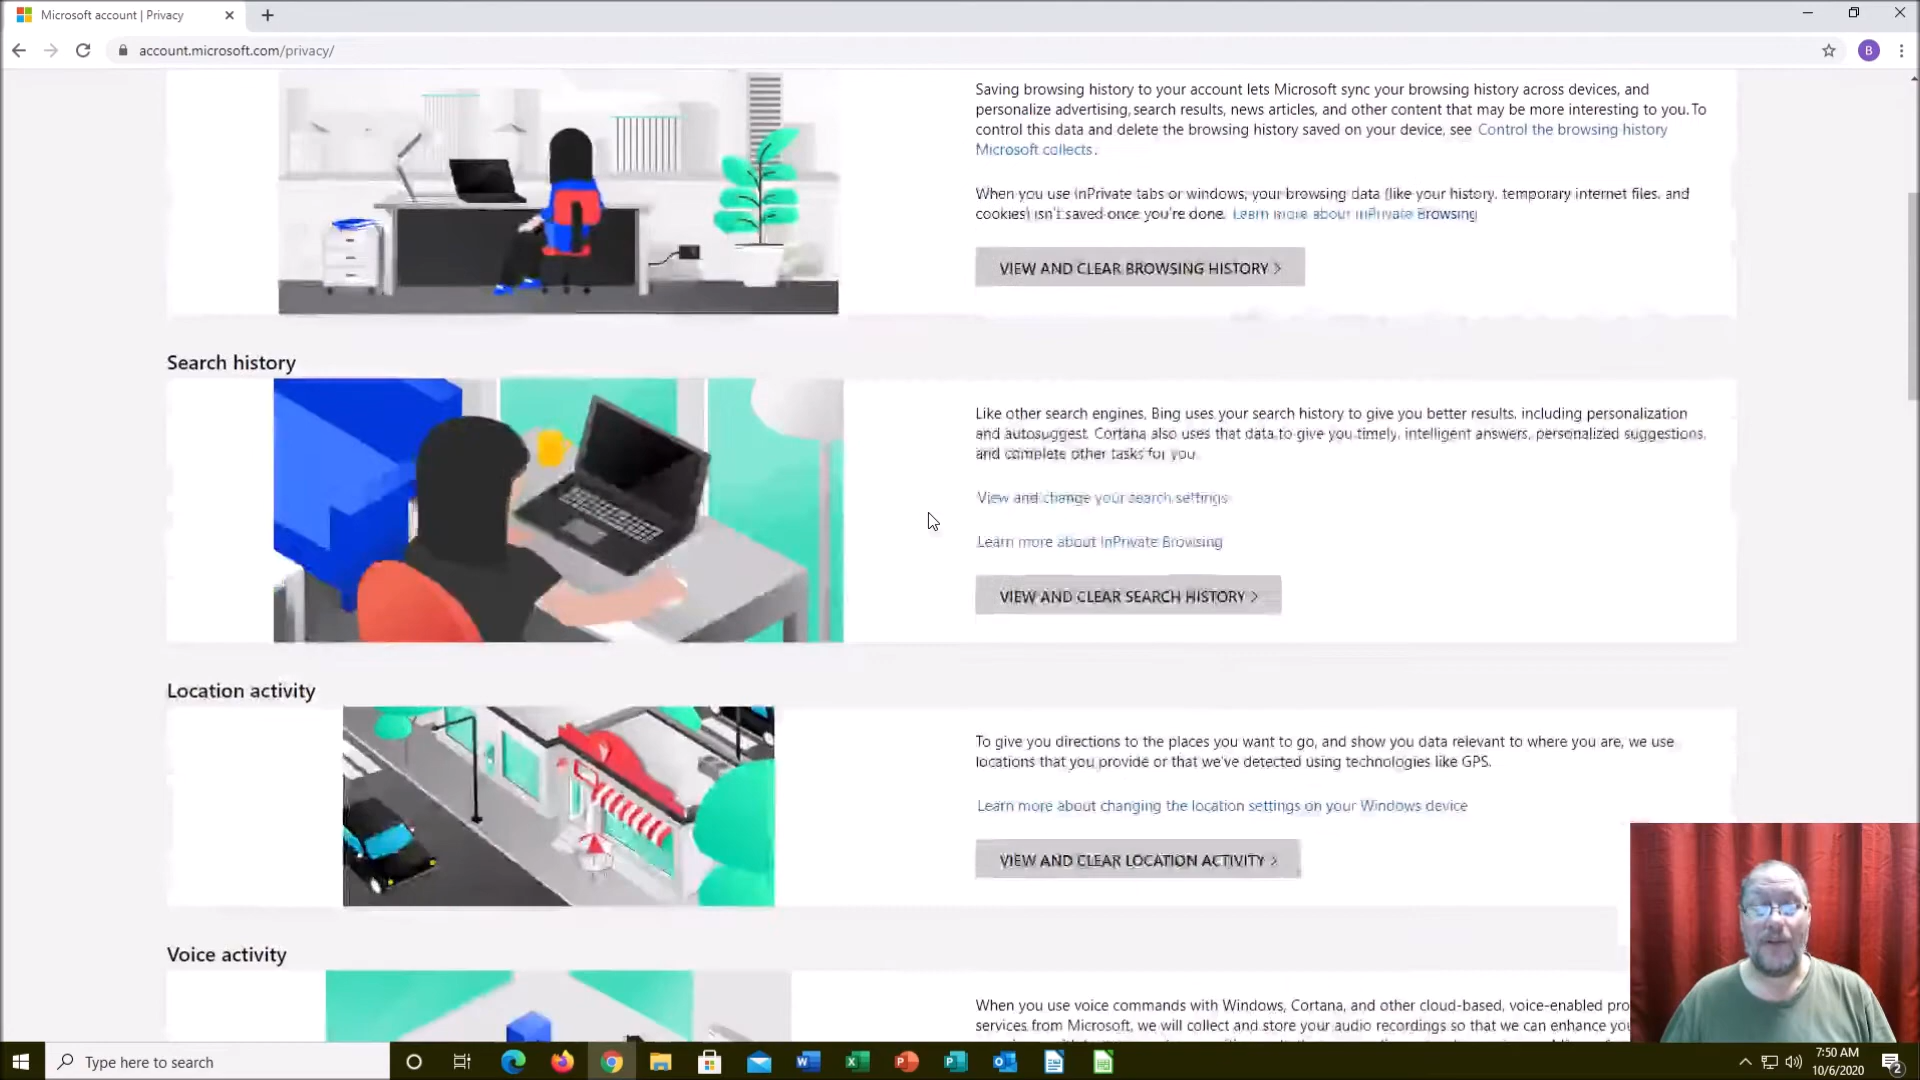 Microsoft account | Privacy
account.microsoft.com/privacy/
B
Saving browsing history to your account lets Microsoft sync your browsing history across devices, and
personalize advertising, search results, news articles, and other content that may be more interesting to you. To
control this data and delete the browsing history saved on your device, see Control the browsing history
Microsoft collects.
When you use InPrivate tabs or windows, your browsing data (like your history, temporary internet files, and
cookies) isn't saved once you're done. Learn more about InPrivate Browsing
VIEW AND CLEAR BROWSING HISTORY >
Search history
Like other search engines, Bing uses your search history to give you better results, including personalization
and autosuggest. Cortana also uses that data to give you timely, intelligent answers, personalized suggestions,
and complete other tasks for you.
View and change your search settings
Learn more about InPrivate Browsing
VIEW AND CLEAR SEARCH HISTORY >
Location activity
To give you directions to the places you want to go, and show you data relevant to where you are, we use
locations that you provide or that we've detected using technologies like GPS.
Learn more about changing the location settings on your Windows device
VIEW AND CLEAR LOCATION ACTIVITY >
Voice activity
When you use voice commands with Windows, Cortana, and other cloud-based, voice-enabled pro
services from Microsoft, we will collect and store your audio recordings so that we can enhance you
Type here to search
7:50 AM
10/6/2020
2